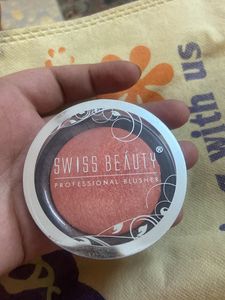 SWISS BEAUTY®
PROFESSIONAL BLUSHER
with us